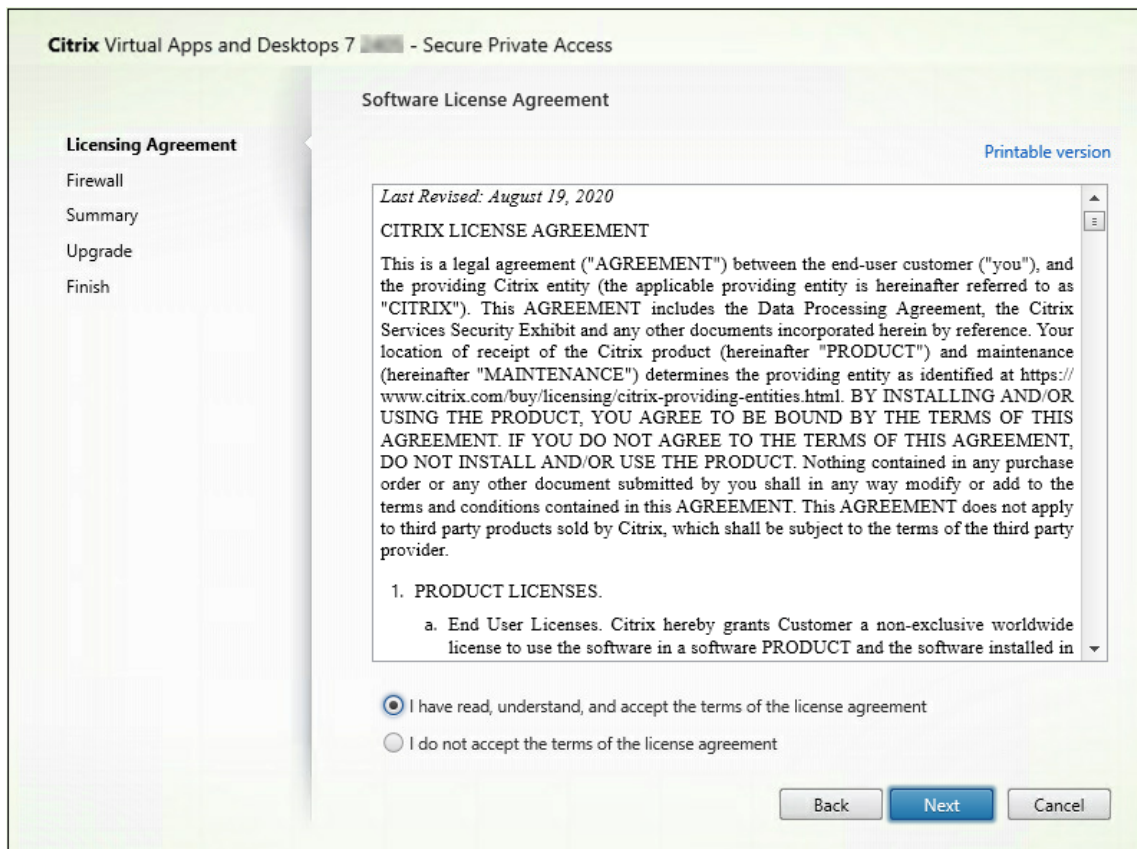 Citrix Virtual Apps and Desktops 7 - Secure Private Access
Licensing Agreement
Firewall
Summary
Upgrade
Finish
Software License Agreement
Printable version
Last Revised: August 19, 2020
CITRIX LICENSE AGREEMENT
This is a legal agreement ("AGREEMENT") between the end-user customer ("you"), and
the providing Citrix entity (the applicable providing entity is hereinafter referred to as
"CITRIX"). This AGREEMENT includes the Data Processing Agreement, the Citrix
Services Security Exhibit and any other documents incorporated herein by reference. Your
location of receipt of the Citrix product (hereinafter "PRODUCT") and maintenance
(hereinafter "MAINTENANCE") determines the providing entity as identified at https://
www.citrix.com/buy/licensing/citrix-providing-entities.html. BY INSTALLING AND/OR
USING THE PRODUCT, YOU AGREE TO BE BOUND BY THE TERMS OF THIS
AGREEMENT. IF YOU DO NOT AGREE TO THE TERMS OF THIS AGREEMENT,
DO NOT INSTALL AND/OR USE THE PRODUCT. Nothing contained in any purchase
order or any other document submitted by you shall in any way modify or add to the
terms and conditions contained in this AGREEMENT. This AGREEMENT does not apply
to third party products sold by Citrix, which shall be subject to the terms of the third party
provider.
1. PRODUCT LICENSES.
a. End User Licenses. Citrix hereby grants Customer a non-exclusive worldwide
license to use the software in a software PRODUCT and the software installed in
I have read, understand, and accept the terms of the license agreement
I do not accept the terms of the license agreement
Back
Next
Cancel